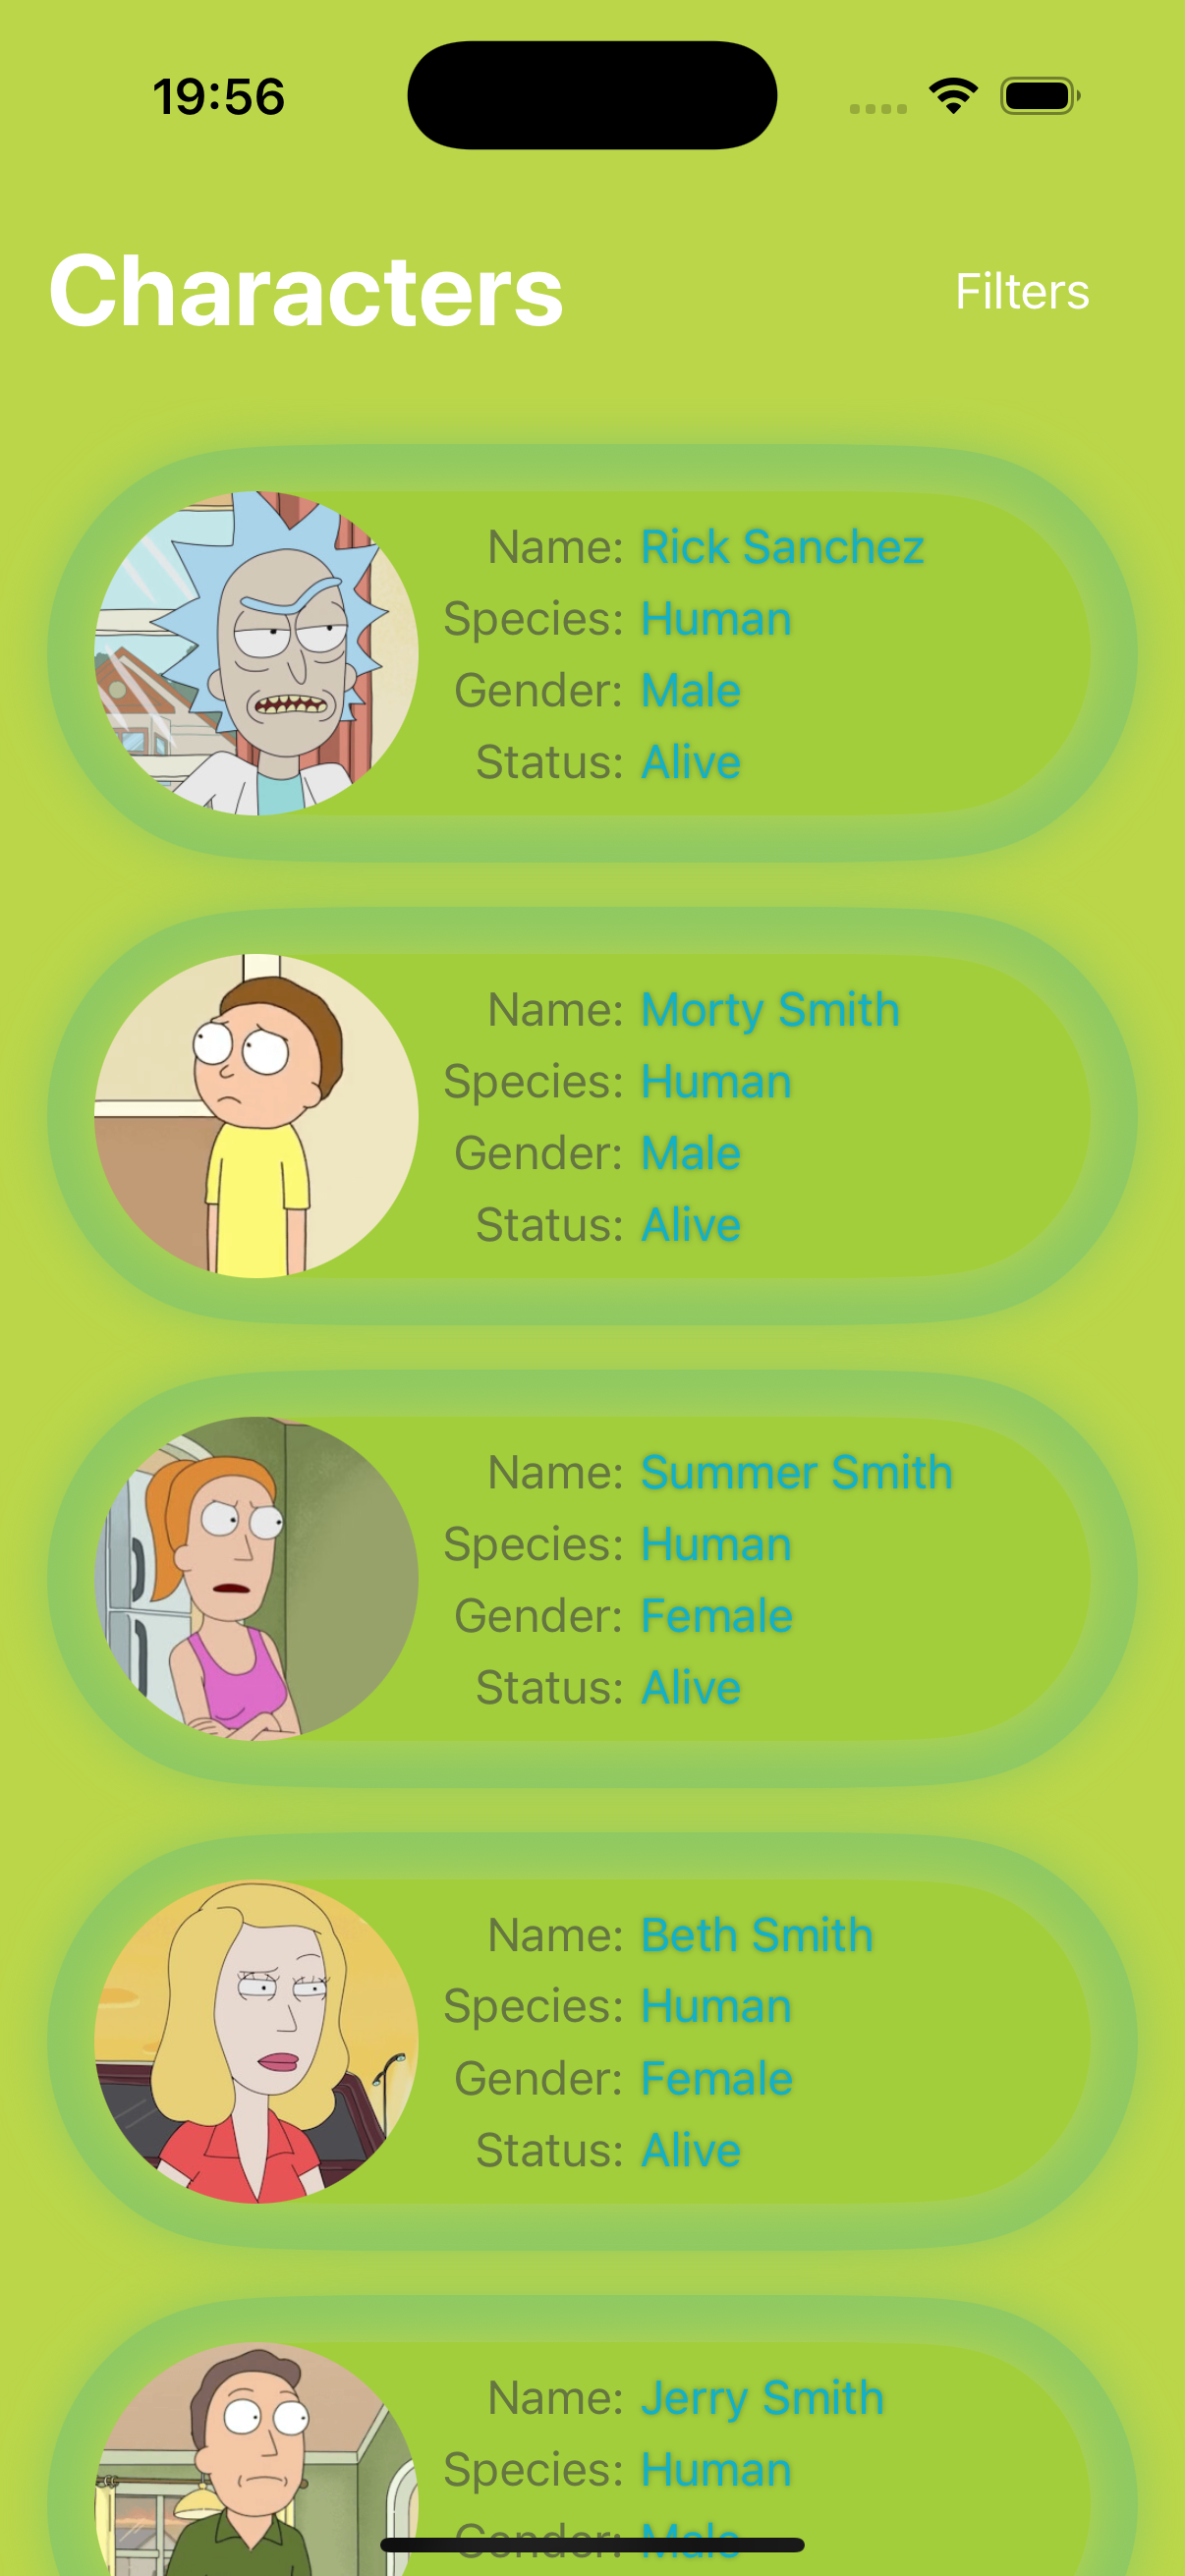 19:56
Characters
Filters
Name: Rick Sanchez
Species: Human
Gender: Male
Status: Alive
Name: Morty Smith
Species: Human
Gender: Male
Status: Alive
Name: Summer Smith
Species: Human
Gender: Female
Status: Alive
Name: Beth Smith
Species: Human
Gender: Female
Status: Alive
Name: Jerry Smith
Species: Human
Gender: Male